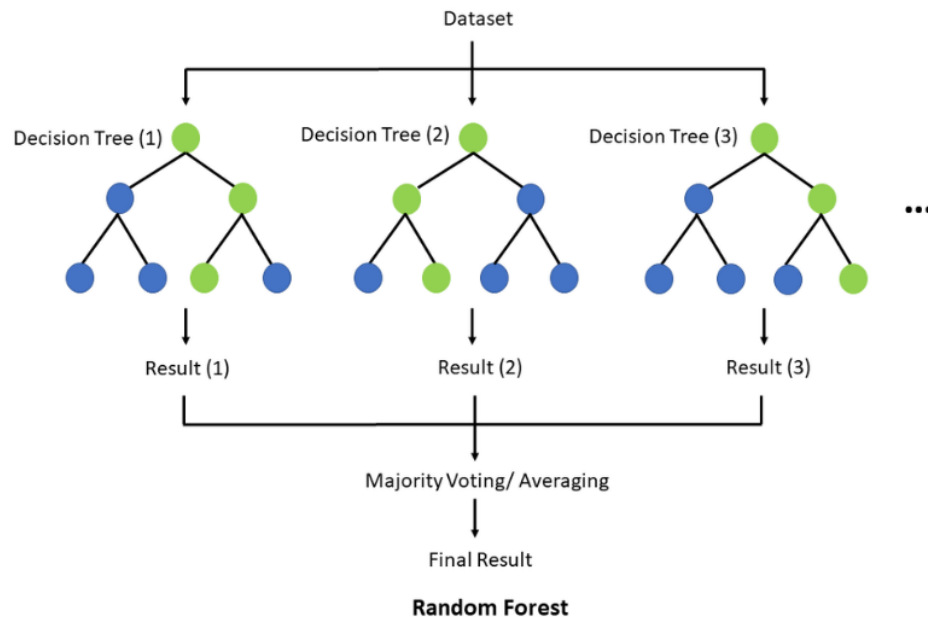 Dataset
Decision Tree (1)
Decision Tree (2)
Decision Tree (3)
...
Result (1)
Result (2)
Result (3)
Majority Voting/ Averaging
Final Result
Random Forest